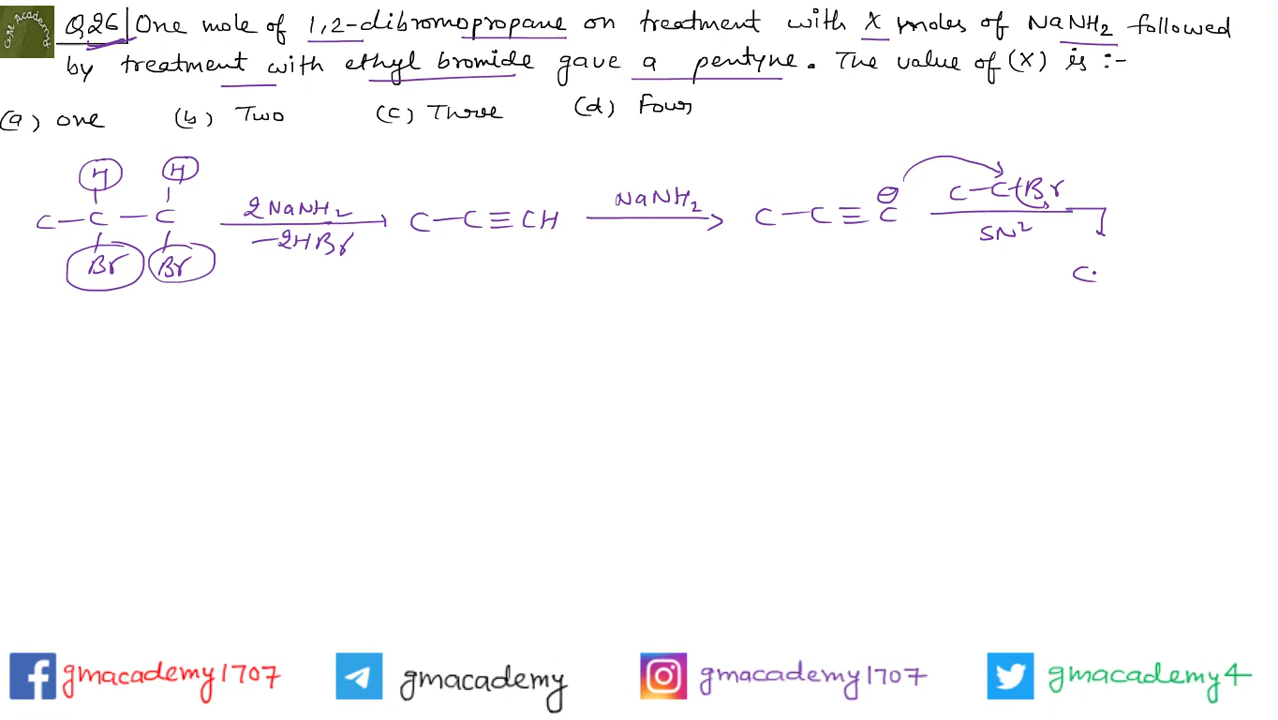 G.M Academy
Q.26 One mole of 1,2-dibromopropane on treatment with X moles of NaNH2 followed
by treatment with ethyl bromide gave a pentyne. The value of (X) is :-
(a) one (b) Two (c) Three (d) Four
H H
C-C-C 2NaNH2 C-C≡CH NaNH2 C-C≡C⊖ C-C-Br
Br Br -2HBr SN2
C
gmacademy1707 gmacademy gmacademy1707 gmacademy4